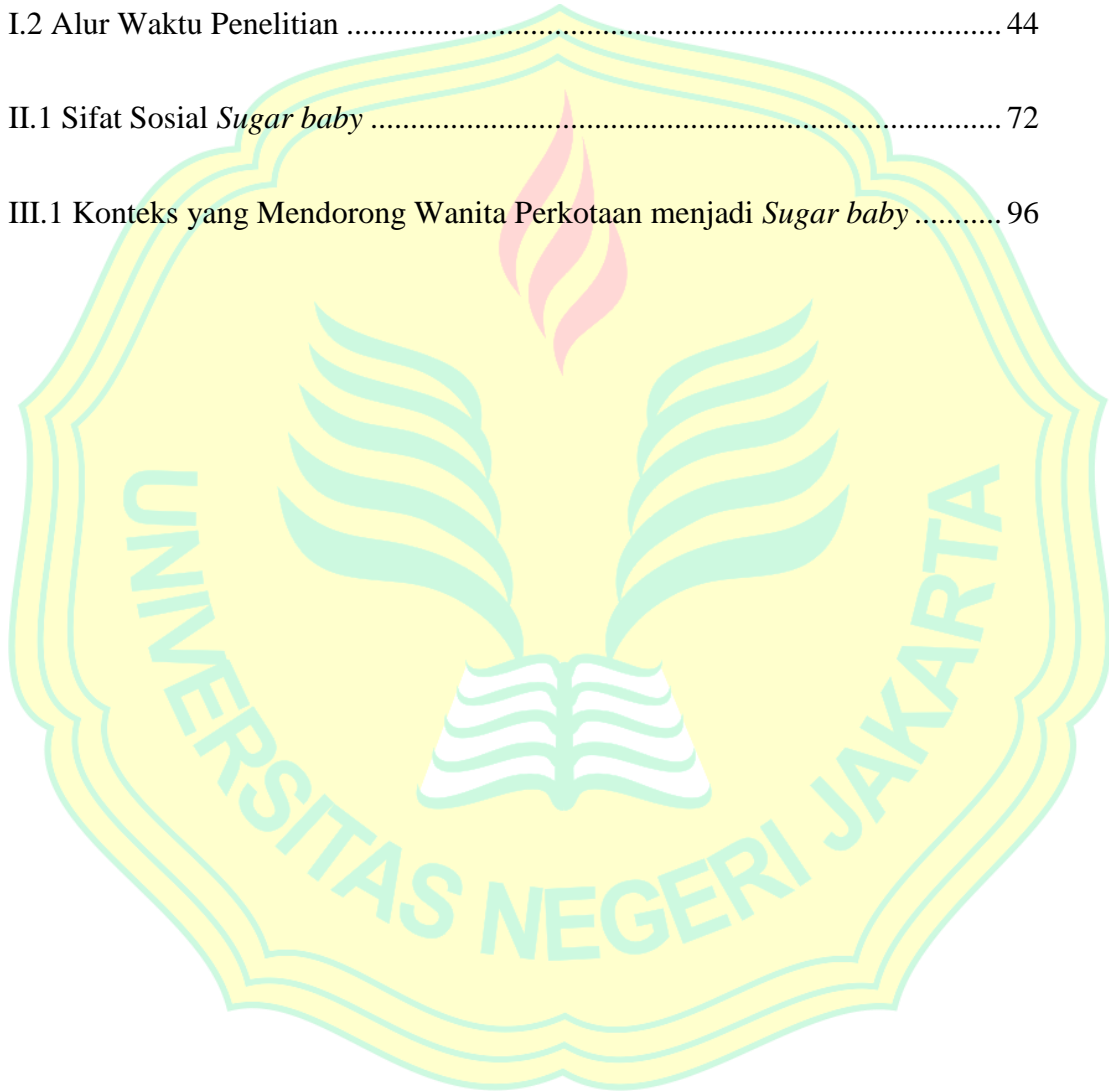 I.2 Alur Waktu Penelitian ............................................................................... 44
II.1 Sifat Sosial Sugar baby ............................................................................ 72
III.1 Konteks yang Mendorong Wanita Perkotaan menjadi Sugar baby ........... 96
UNIVERSITAS NEGERI JAKARTA